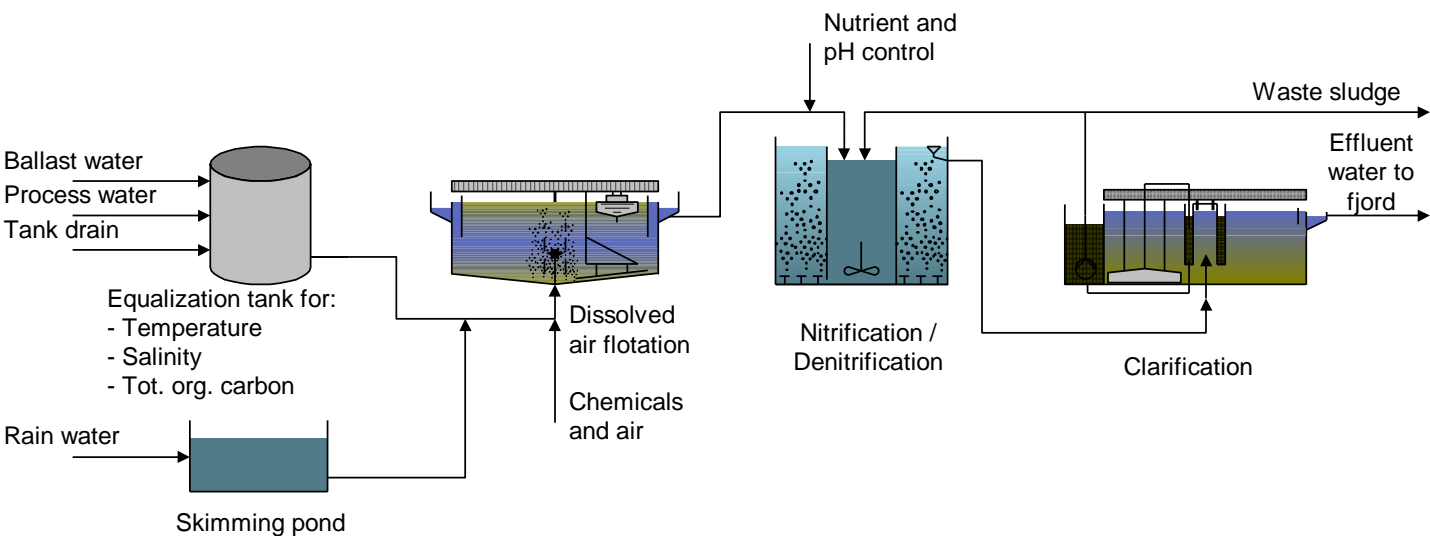 Nutrient and
pH control
Waste sludge
Effluent
water to
fjord
Ballast water
Process water
Tank drain
Equalization tank for:
- Temperature
- Salinity
- Tot. org. carbon
Dissolved
air flotation
Nitrification /
Denitrification
Clarification
Chemicals
and air
Rain water
Skimming pond